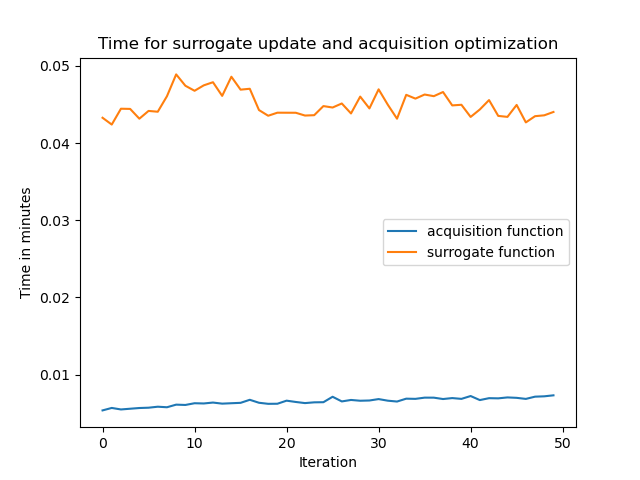 Time for surrogate update and acquisition optimization
0.05
0.04
0.03
0.02
0.01
Time in minutes
acquisition function
surrogate function
0 10 20 30 40 50
Iteration